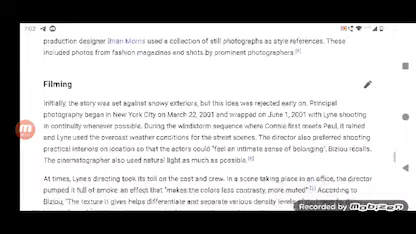 7:02
production designer Brian Morris used a collection of still photographs as style references. These
included photos from fashion magazines and shots by prominent photographers.[6]
Filming
Initially, the story was set against snowy exteriors, but this idea was rejected early on. Principal
photography began in New York City on March 22, 2001 and wrapped on June 1, 2001 with Lyne shooting
in continuity whenever possible. During the windstorm sequence where Connie first meets Paul, it rained
and Lyne used the overcast weather conditions for the street scenes. The director also preferred shooting
practical interiors on location so that the actors could "feel an intimate sense of belonging", Biziou recalls.
The cinematographer also used natural light as much as possible.[6]
At times, Lyne's directing took its toll on the cast and crew. In a scene taking place in an office, the director
pumped it full of smoke, an effect that "makes the colors less contrasty, more muted". According to
Biziou, "The texture it gives helps differentiate and separate various density levels
Recorded by Mobizen